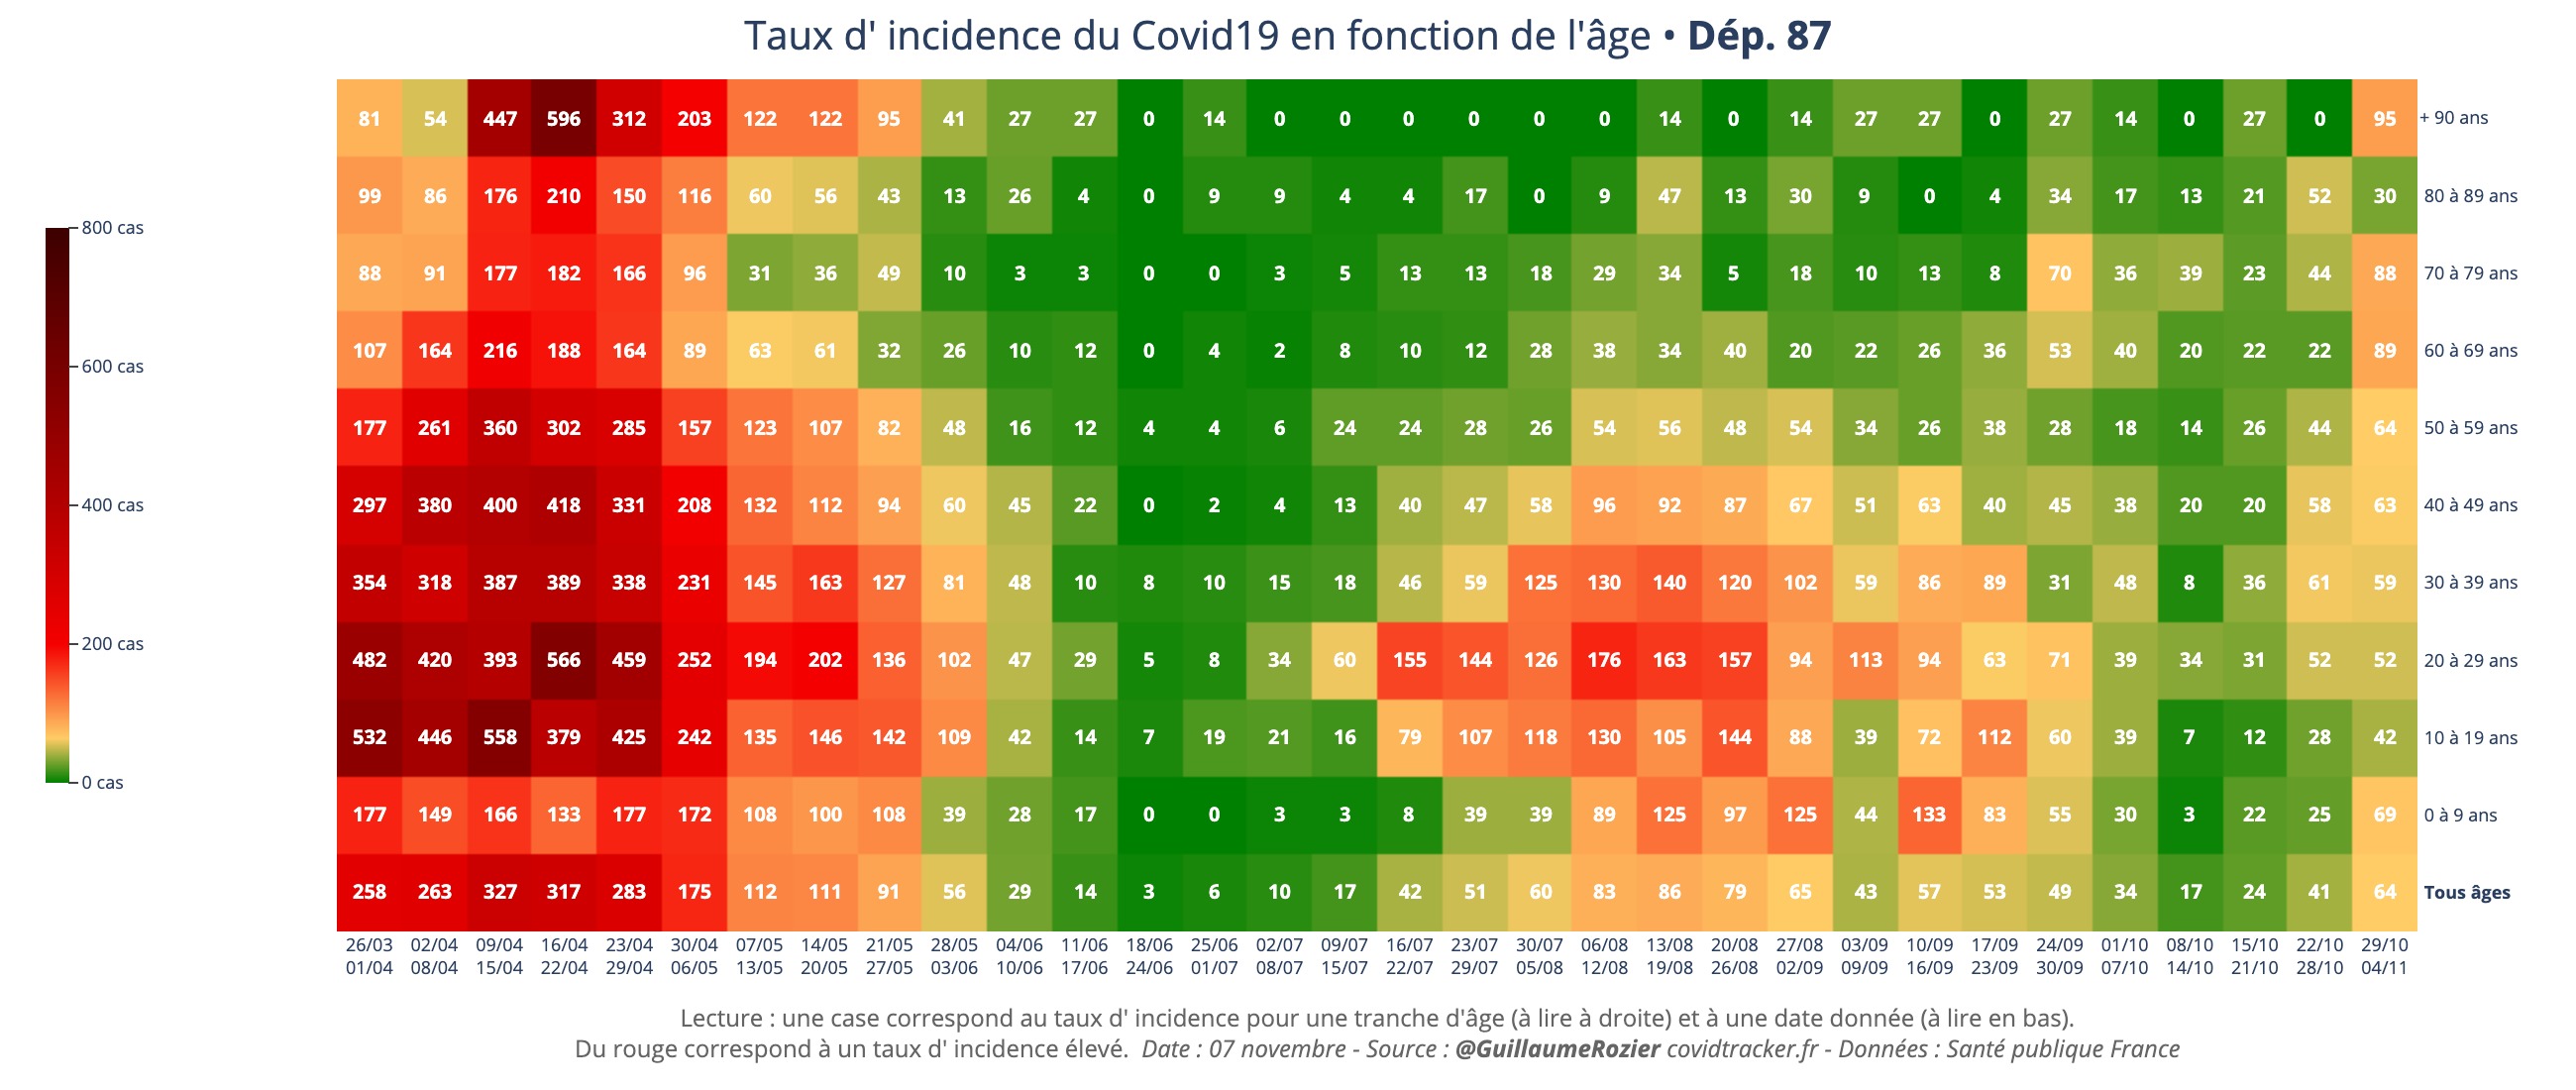 Taux d' incidence du Covid19 en fonction de l'âge • Dép. 87
81 54 447 596 312 203 122 122 95 41 27 27 0 14 0 0 0 0 0 0 14 0 14 27 27 0 27 14 0 27 0 95 + 90 ans
99 86 176 210 150 116 60 56 43 13 26 4 0 9 9 4 4 17 0 9 47 13 30 9 0 4 34 17 13 21 52 30 80 à 89 ans
800 cas
88 91 177 182 166 96 31 36 49 10 3 3 0 0 3 5 13 13 18 29 34 5 18 10 13 8 70 36 39 23 44 88 70 à 79 ans
107 164 216 188 164 89 63 61 32 26 10 12 0 4 2 8 10 12 28 38 34 40 20 22 26 36 53 40 20 22 22 89 60 à 69 ans
600 cas
177 261 360 302 285 157 123 107 82 48 16 12 4 4 6 24 24 28 26 54 56 48 54 34 26 38 28 18 14 26 44 64 50 à 59 ans
400 cas
297 380 400 418 331 208 132 112 94 60 45 22 0 2 4 13 40 47 58 96 92 87 67 51 63 40 45 38 20 20 58 63 40 à 49 ans
354 318 387 389 338 231 145 163 127 81 48 10 8 10 15 18 46 59 125 130 140 120 102 59 86 89 31 48 8 36 61 59 30 à 39 ans
200 cas
482 420 393 566 459 252 194 202 136 102 47 29 5 8 34 60 155 144 126 176 163 157 94 113 94 63 71 39 34 31 52 52 20 à 29 ans
532 446 558 379 425 242 135 146 142 109 42 14 7 19 21 16 79 107 118 130 105 144 88 39 72 112 60 39 7 12 28 42 10 à 19 ans
0 cas
177 149 166 133 177 172 108 100 108 39 28 17 0 0 3 3 8 39 39 89 125 97 125 44 133 83 55 30 3 22 25 69 0 à 9 ans
258 263 327 317 283 175 112 111 91 56 29 14 3 6 10 17 42 51 60 83 86 79 65 43 57 53 49 34 17 24 41 64 Tous âges
26/03 02/04 09/04 16/04 23/04 30/04 07/05 14/05 21/05 28/05 04/06 11/06 18/06 25/06 02/07 09/07 16/07 23/07 30/07 06/08 13/08 20/08 27/08 03/09 10/09 17/09 24/09 01/10 08/10 15/10 22/10 29/10
01/04 08/04 15/04 22/04 29/04 06/05 13/05 20/05 27/05 03/06 10/06 17/06 24/06 01/07 08/07 15/07 22/07 29/07 05/08 12/08 19/08 26/08 02/09 09/09 16/09 23/09 30/09 07/10 14/10 21/10 28/10 04/11
Lecture : une case correspond au taux d' incidence pour une tranche d'âge (à lire à droite) et à une date donnée (à lire en bas).
Du rouge correspond à un taux d' incidence élevé. Date : 07 novembre - Source : @GuillaumeRozier covidtracker.fr - Données : Santé publique France